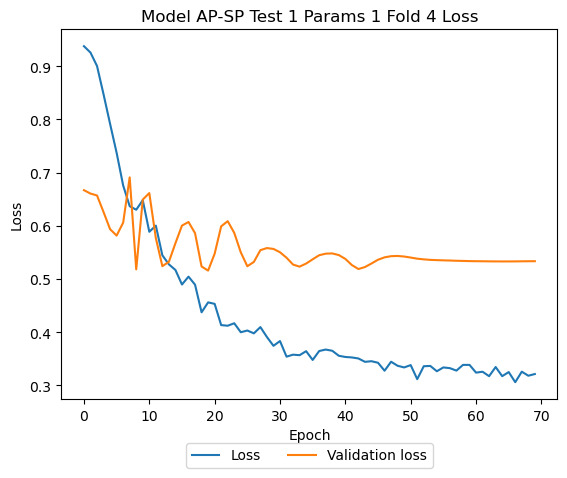 Model AP-SP Test 1 Params 1 Fold 4 Loss
Loss
0.9
0.8
0.7
0.6
0.5
0.4
0.3
0 10 20 30 40 50 60 70
Epoch
Loss Validation loss